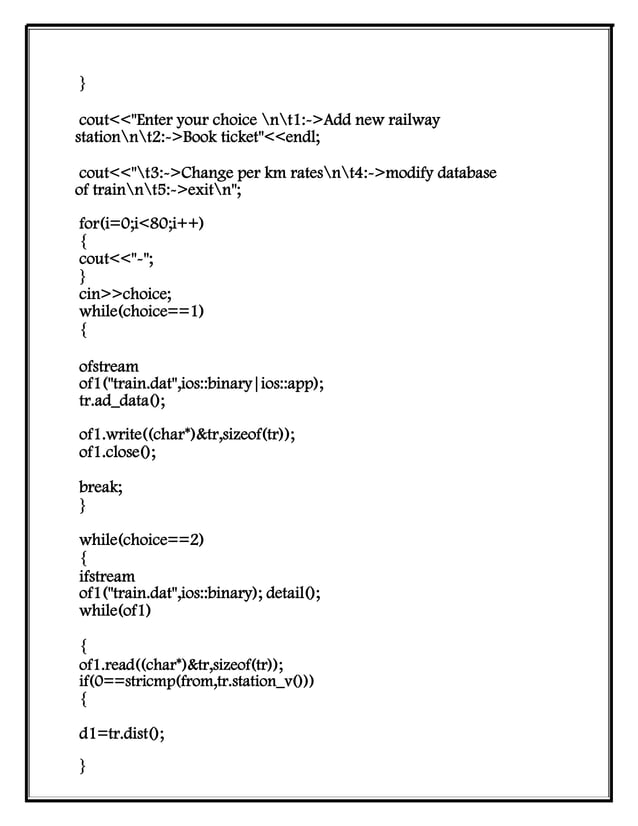 }
cout<<"Enter your choice \n\t1:->Add new railway
station\n\t2:->Book ticket"<<endl;
cout<<"\t3:->Change per km rates\n\t4:->modify database
of train\n\t5:->exit\n";
for(i=0;i<80;i++)
{
cout<<"-";
}
cin>>choice;
while(choice==1)
{
ofstream
of1("train.dat",ios::binary|ios::app);
tr.ad_data();
of1.write((char*)&tr,sizeof(tr));
of1.close();
break;
}
while(choice==2)
{
ifstream
of1("train.dat",ios::binary); detail();
while(of1)
{
of1.read((char*)&tr,sizeof(tr));
if(0==stricmp(from,tr.station_v()))
{
d1=tr.dist();
}